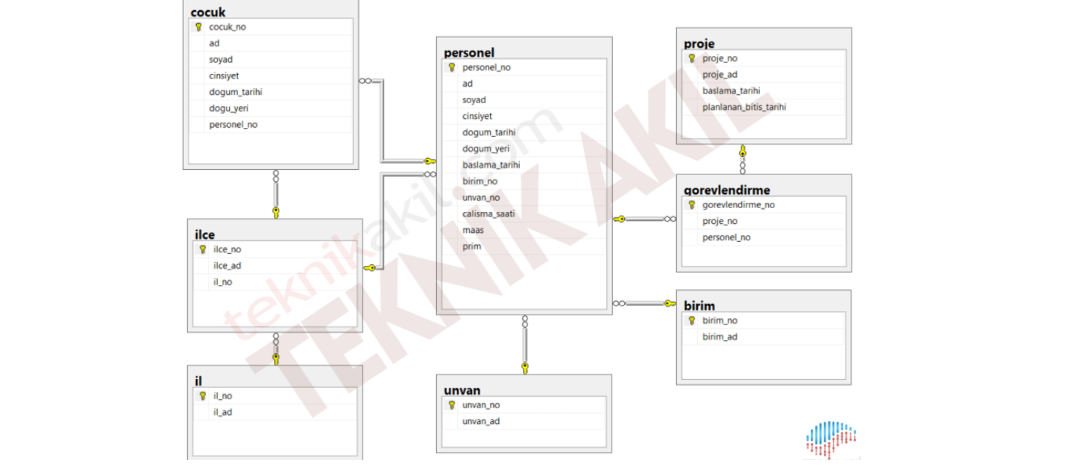 cocuk
cocuk_no
ad
soyad
cinsiyet
dogum_tarihi
dogu_yeri
personel_no
personel
personel_no
ad
soyad
cinsiyet
dogum_tarihi
dogum_yeri
baslama_tarihi
birim_no
unvan_no
calisma_saati
maas
prim
proje
proje_no
proje_ad
baslama_tarihi
planlanan_bitis_tarihi
gorevlendirme
gorevlendirme_no
proje_no
personel_no
ilce
ilce_no
ilce_ad
il_no
birim
birim_no
birim_ad
il
il_no
il_ad
unvan
unvan_no
unvan_ad
teknikakil.com
TEKNİK AKIL